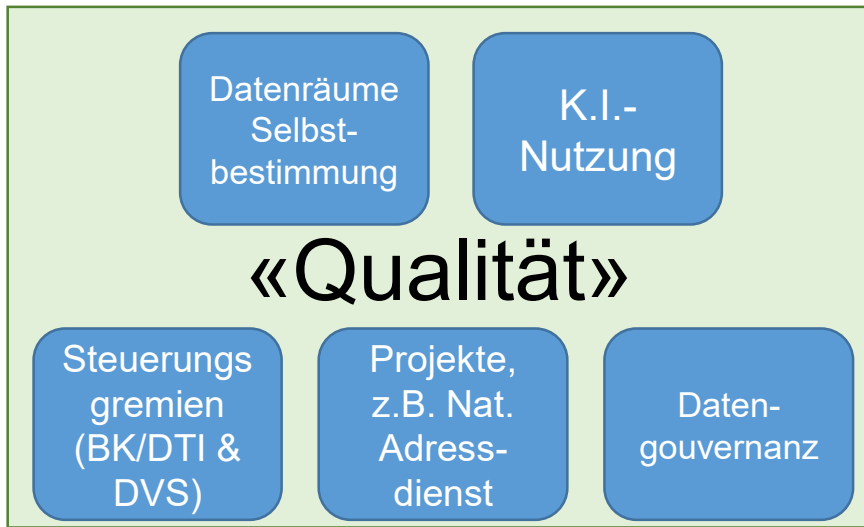 Datenräume
Selbst-
bestimmung
K.I.-
Nutzung
«Qualität»
Steuerungs
gremien
(BK/DTI &
DVS)
Projekte,
z.B. Nat.
Adress-
dienst
Daten-
gouvernanz